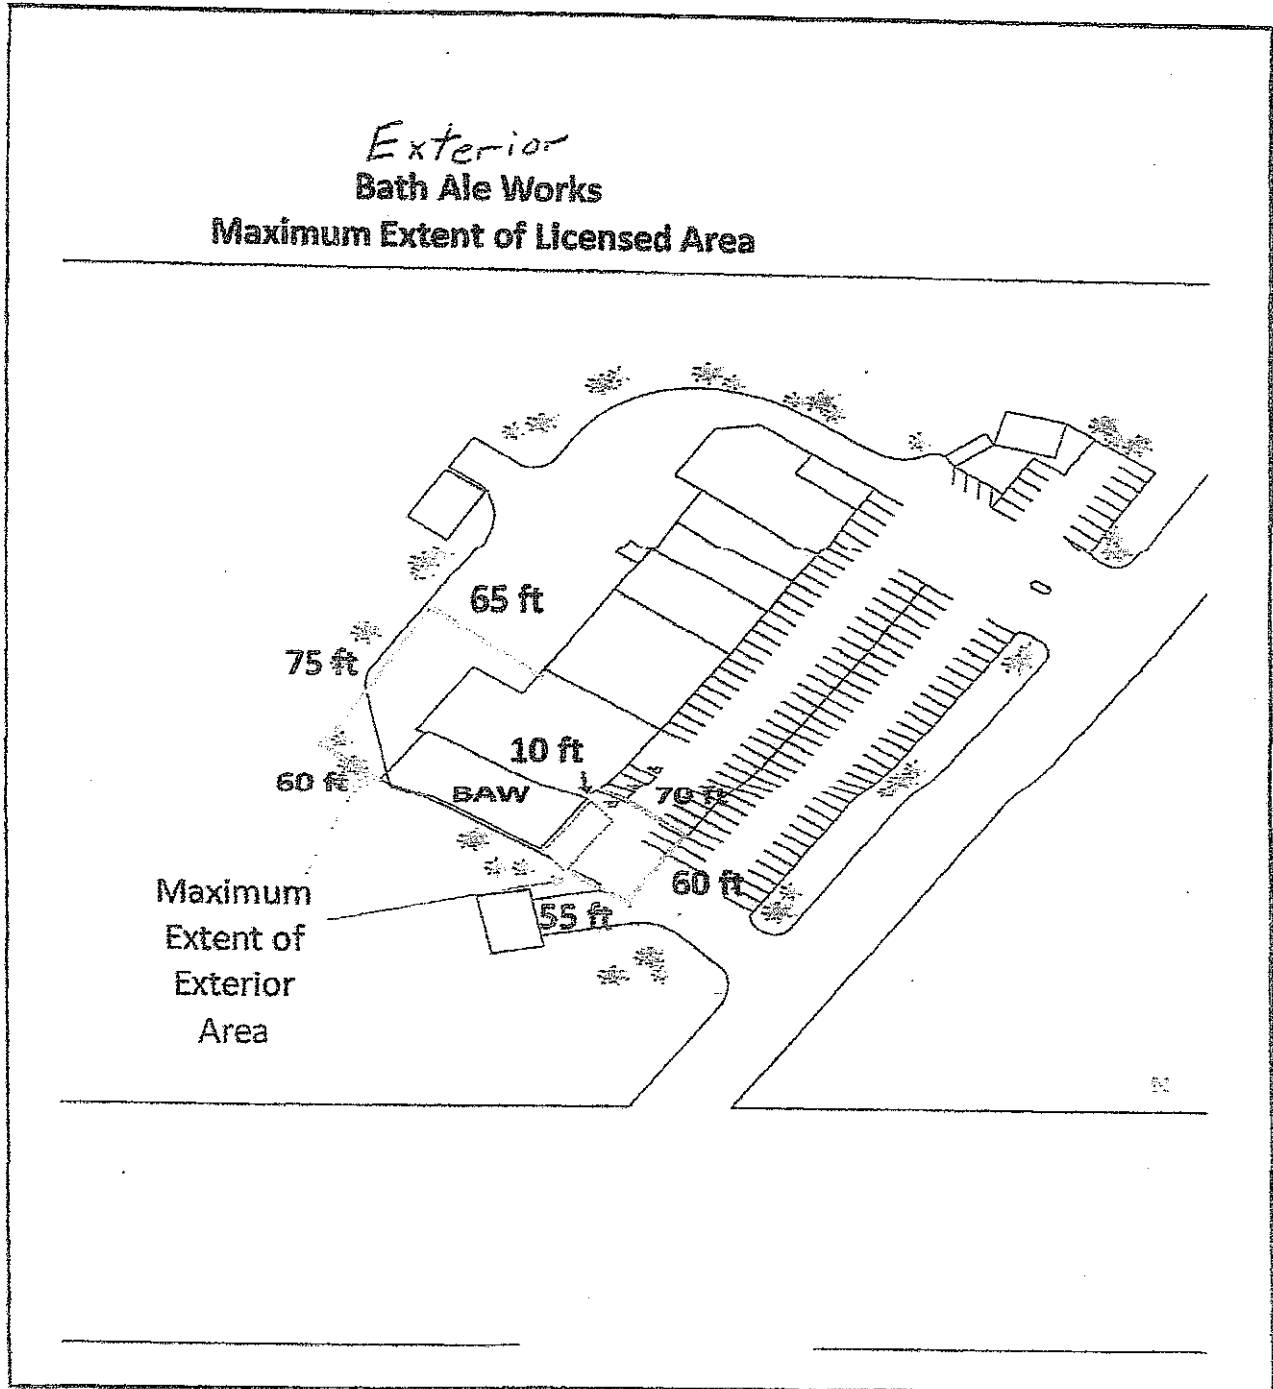 Exterior
Bath Ale Works
Maximum Extent of Licensed Area
65 ft
75 ft
10 ft
60 ft
BAW
70 ft
60 ft
55 ft
Maximum
Extent of
Exterior
Area